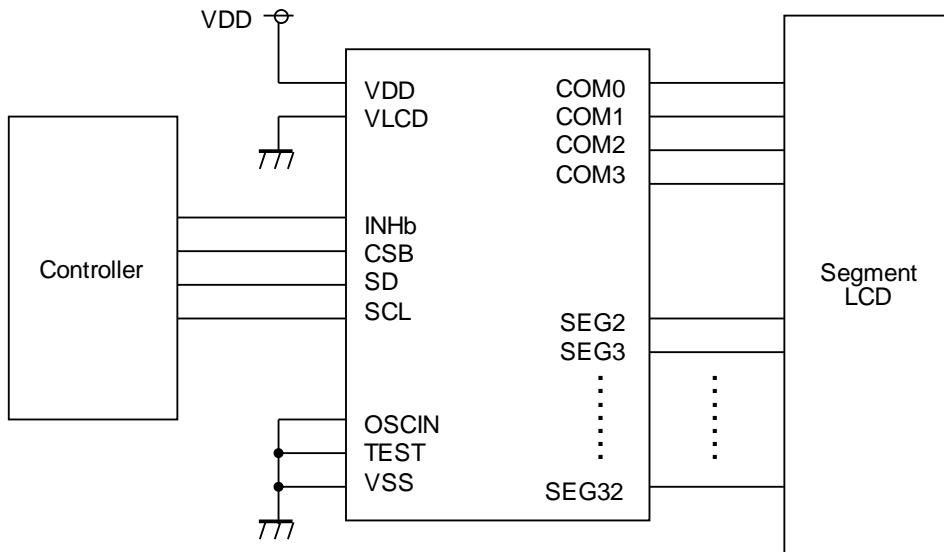 VDD
VDD
VLCD
INHb
CSB
SD
SCL
OSCIN
TEST
VSS
COM0
COM1
COM2
COM3
SEG2
SEG3
SEG32
Controller
Segment
LCD